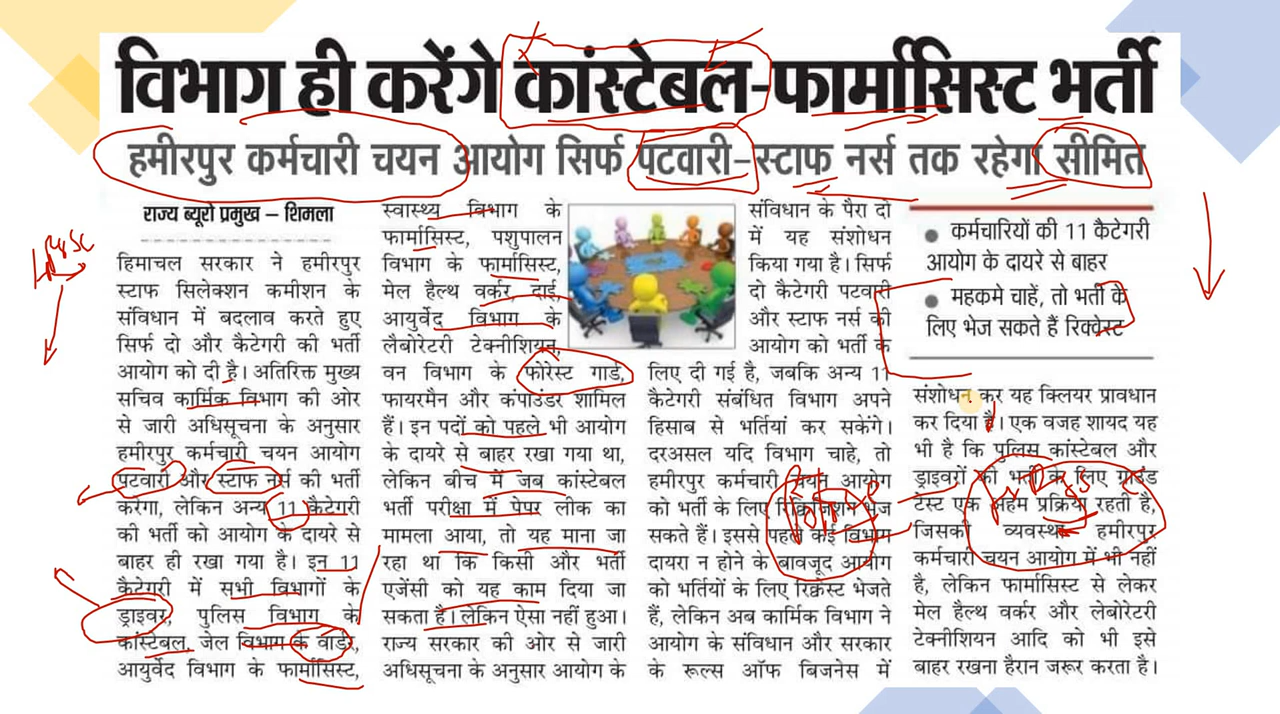 विभाग ही करेंगे कांस्टेबल-फार्मासिस्ट भर्ती
हमीरपुर कर्मचारी चयन आयोग सिर्फ पटवारी-स्टाफ नर्स तक रहेगा सीमित
राज्य ब्यूरो प्रमुख – शिमला
हिमाचल सरकार ने हमीरपुर
स्टाफ सिलेक्शन कमीशन के
संविधान में बदलाव करते हुए
सिर्फ दो और कैटेगरी की भर्ती
आयोग को दी है। अतिरिक्त मुख्य
सचिव कार्मिक विभाग की ओर
से जारी अधिसूचना के अनुसार
हमीरपुर कर्मचारी चयन आयोग
पटवारी और स्टाफ नर्स की भर्ती
करेगा, लेकिन अन्य 11 कैटेगरी
की भर्ती को आयोग के दायरे से
बाहर ही रखा गया है। इन 11
कैटेगरी में सभी विभागों के
ड्राइवर, पुलिस विभाग के
कांस्टेबल, जेल विभाग के वार्डर,
आयुर्वेद विभाग के फार्मासिस्ट,
स्वास्थ्य विभाग के
फार्मासिस्ट, पशुपालन
विभाग के फार्मासिस्ट,
मेल हैल्थ वर्कर, दाई,
आयुर्वेद विभाग के
लैबोरेटरी टेक्नीशियन,
वन विभाग के फोरेस्ट गार्ड,
फायरमैन और कंपाउंडर शामिल
हैं। इन पदों को पहले भी आयोग
के दायरे से बाहर रखा गया था,
लेकिन बीच में जब कांस्टेबल
भर्ती परीक्षा में पेपर लीक का
मामला आया, तो यह माना जा
रहा था कि किसी और भर्ती
एजेंसी को यह काम दिया जा
सकता है। लेकिन ऐसा नहीं हुआ।
राज्य सरकार की ओर से जारी
अधिसूचना के अनुसार आयोग के
संविधान के पैरा दो
में यह संशोधन
किया गया है। सिर्फ
दो कैटेगरी पटवारी
और स्टाफ नर्स की
आयोग को भर्ती के
लिए दी गई है, जबकि अन्य 11
कैटेगरी संबंधित विभाग अपने
हिसाब से भर्तियां कर सकेंगे।
दरअसल यदि विभाग चाहे, तो
हमीरपुर कर्मचारी चयन आयोग
को भर्ती के लिए रिक्विजिशन भेज
सकते हैं। इससे पहले कई विभाग
दायरा न होने के बावजूद आयोग
को भर्तियों के लिए रिक्वेस्ट भेजते
हैं, लेकिन अब कार्मिक विभाग ने
आयोग के संविधान और सरकार
के रूल्स ऑफ बिजनेस में
● कर्मचारियों की 11 कैटेगरी
आयोग के दायरे से बाहर
● महकमे चाहें, तो भर्ती के
लिए भेज सकते हैं रिक्वेस्ट
संशोधन कर यह क्लियर प्रावधान
कर दिया है। एक वजह शायद यह
भी है कि पुलिस कांस्टेबल और
ड्राइवरों की भर्ती के लिए ग्राउंड
टेस्ट एक अहम प्रक्रिया रहती है,
जिसकी व्यवस्था हमीरपुर
कर्मचारी चयन आयोग में भी नहीं
है, लेकिन फार्मासिस्ट से लेकर
मेल हैल्थ वर्कर और लेबोरेटरी
टेक्नीशियन आदि को भी इसे
बाहर रखना हैरान जरूर करता है।